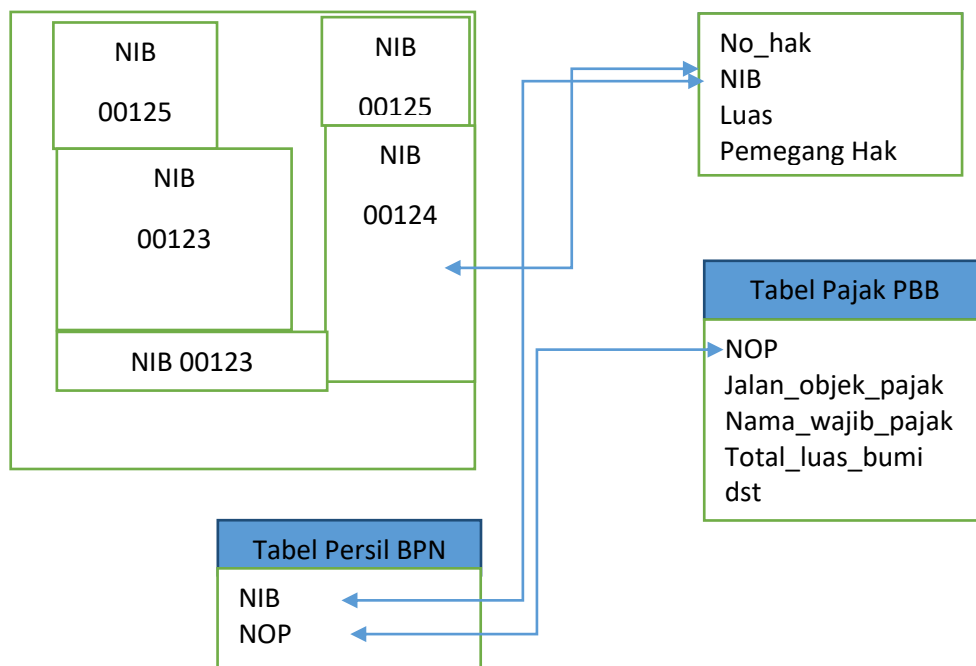 NIB
00125
NIB
00125
NIB
00123
NIB
00124
NIB 00123
No_hak
NIB
Luas
Pemegang Hak
Tabel Pajak PBB
NOP
Jalan_objek_pajak
Nama_wajib_pajak
Total_luas_bumi
dst
Tabel Persil BPN
NIB
NOP